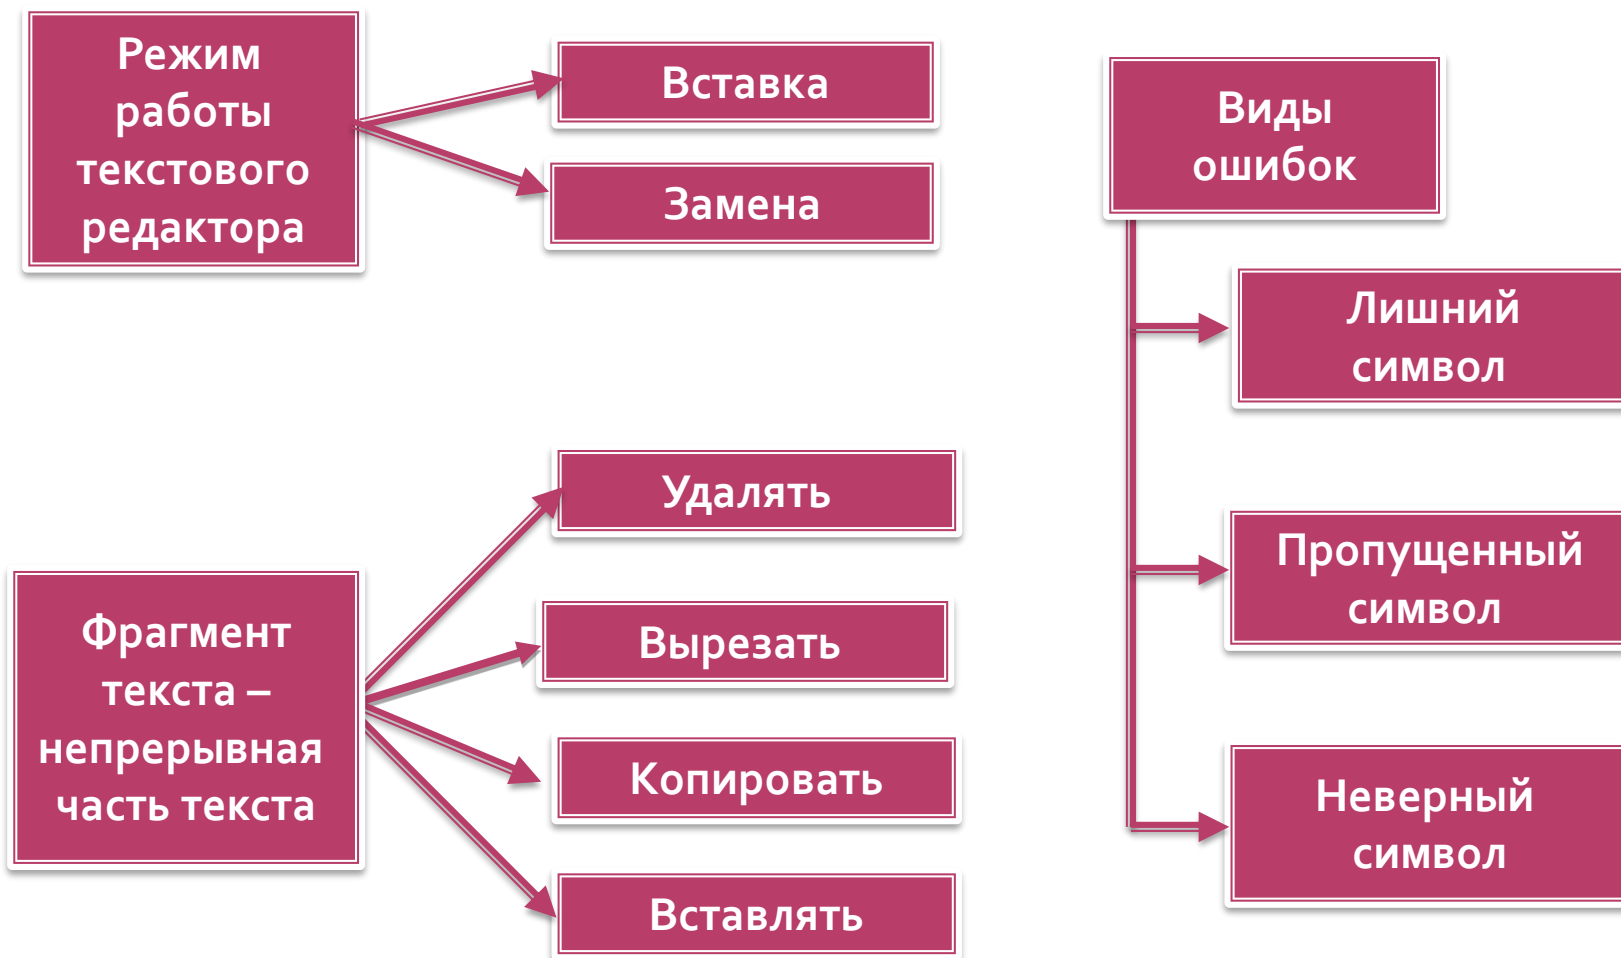 Режим
работы
текстового
редактора
Вставка
Замена
Фрагмент
текста –
непрерывная
часть текста
Удалять
Вырезать
Копировать
Вставлять
Виды
ошибок
Лишний
символ
Пропущенный
символ
Неверный
символ